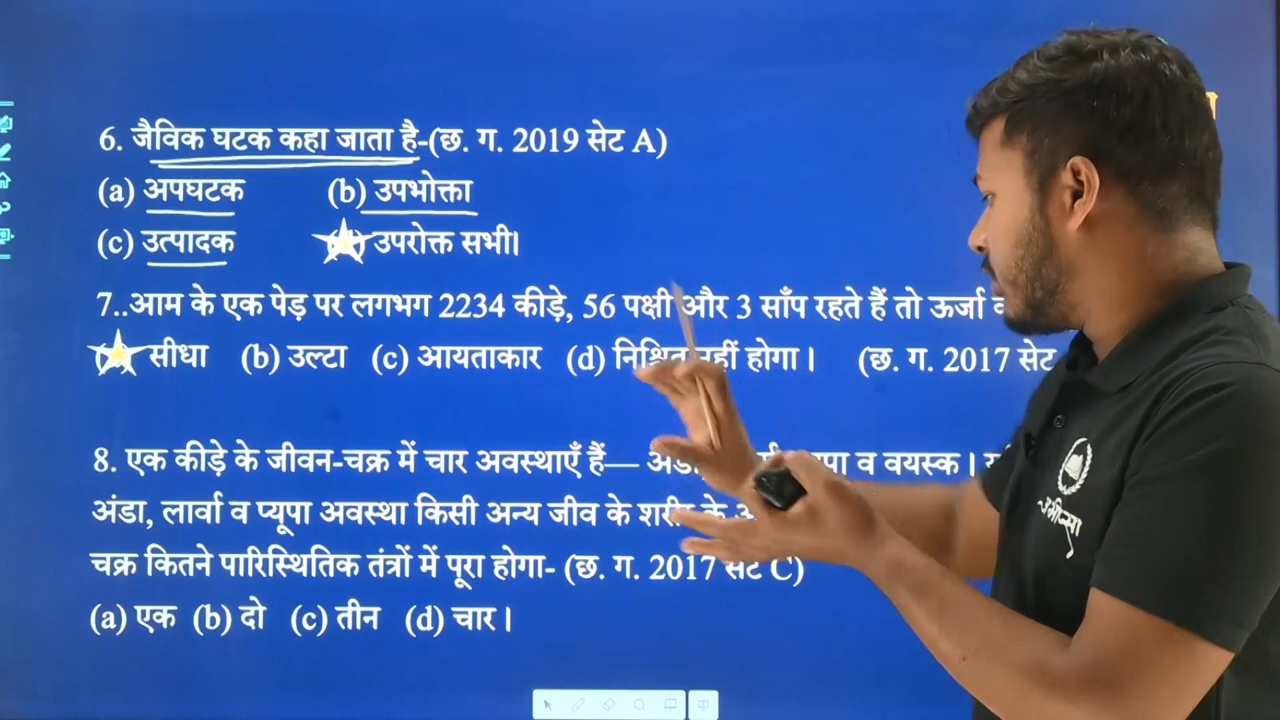 6. जैविक घटक कहा जाता है-(छ. ग. 2019 सेट A)
(a) अपघटक (b) उपभोक्ता
(c) उत्पादक उपरोक्त सभी।
7..आम के एक पेड़ पर लगभग 2234 कीड़े, 56 पक्षी और 3 साँप रहते हैं तो ऊर्जा
सीधा (b) उल्टा (c) आयताकार (d) निश्चित नहीं होगा। (छ. ग. 2017 सेट
8. एक कीड़े के जीवन-चक्र में चार अवस्थाएँ हैं— अंडा, व वयस्क।
अंडा, लार्वा व प्यूपा अवस्था किसी अन्य जीव के शरीर के
चक्र कितने पारिस्थितिक तंत्रों में पूरा होगा- (छ. ग. 2017 सेट C)
(a) एक (b) दो (c) तीन (d) चार।